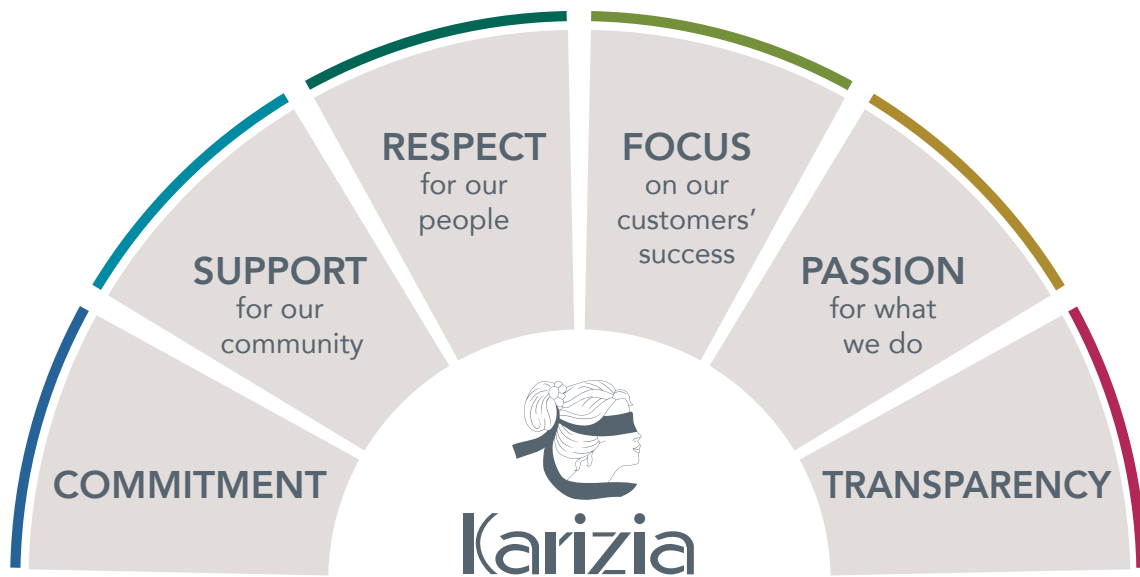 COMMITMENT
SUPPORT
for our
community
RESPECT
for our
people
FOCUS
on our
customers’
success
PASSION
for what
we do
TRANSPARENCY
Karizia